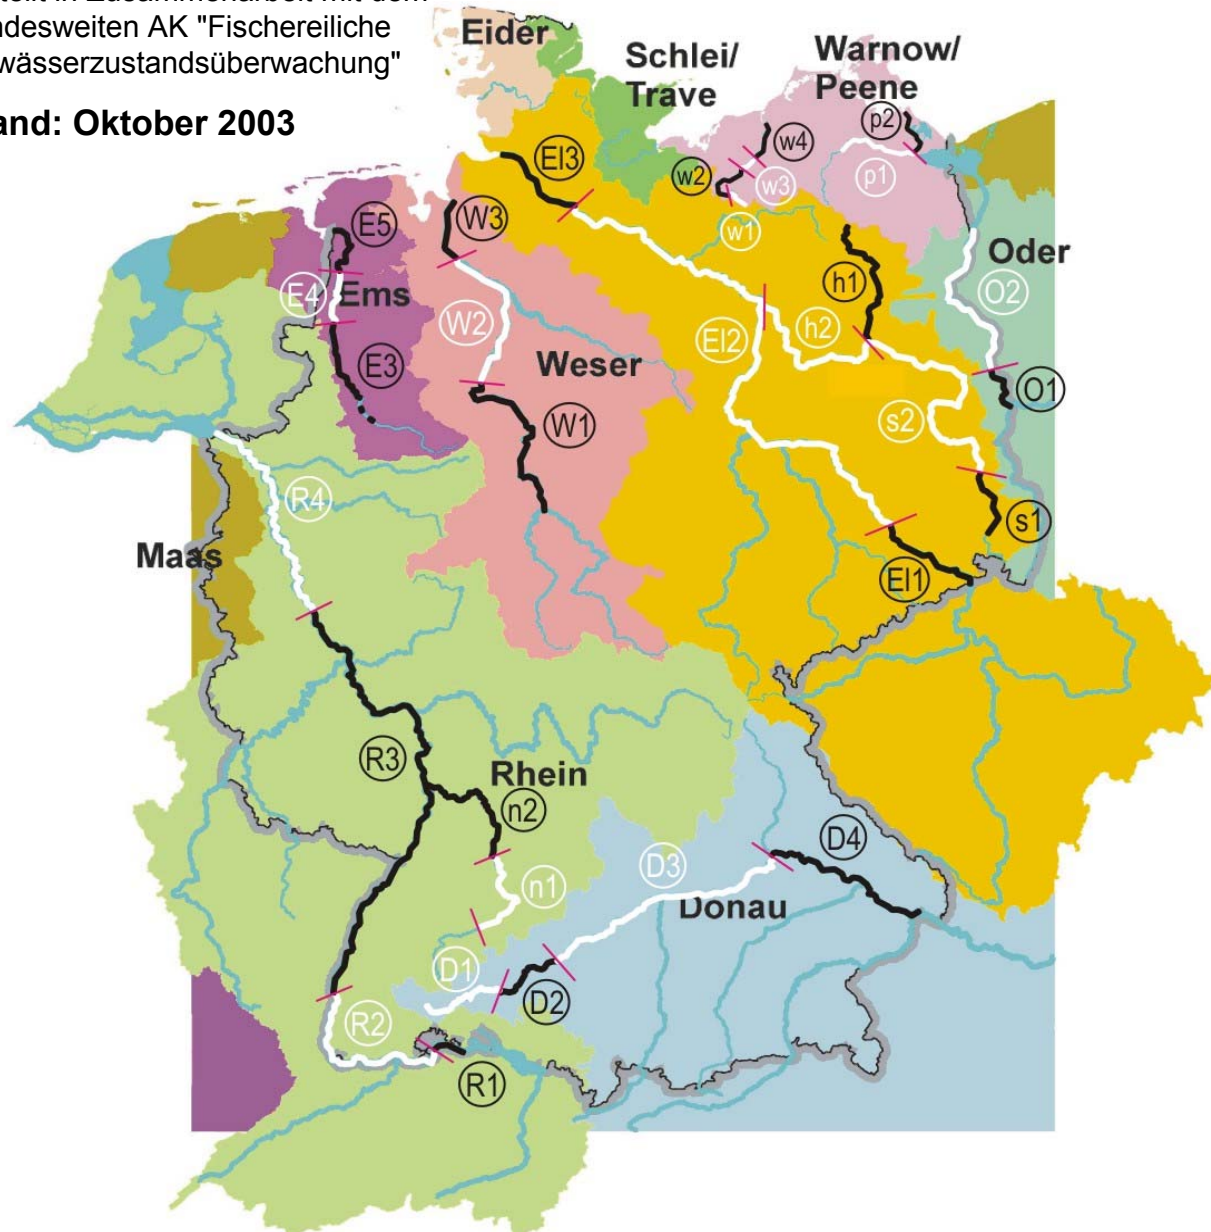 ndesweiten AK "Fischereiliche
wässerzustandsüberwachung"
and: Oktober 2003
Eider
Schlei/
Trave
Warnow/
Peene
p2
w4
El3
w2
w3
p1
E5
W3
w1
Oder
h1
O2
E4
Ems
W2
El2
h2
E3
Weser
O1
W1
s2
R4
s1
Maas
El1
R3
Rhein
n2
D4
D3
n1
Donau
D1
D2
R2
R1